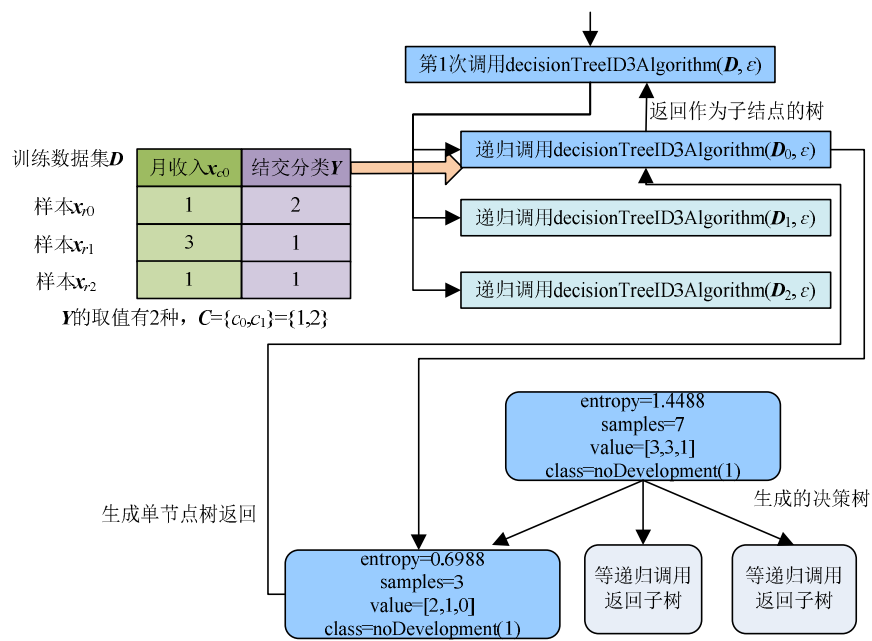 第1次调用decisionTreeID3Algorithm(D, ε)
返回作为子结点的树
训练数据集D
月收入xc0 结交分类Y
递归调用decisionTreeID3Algorithm(D0, ε)
样本xr0 1 2
递归调用decisionTreeID3Algorithm(D1, ε)
样本xr1 3 1
样本xr2 1 1
递归调用decisionTreeID3Algorithm(D2, ε)
Y的取值有2种，C={c0,c1}={1,2}
entropy=1.4488
samples=7
value=[3,3,1]
class=noDevelopment(1)
生成单节点树返回
生成的决策树
entropy=0.6988
samples=3
value=[2,1,0]
class=noDevelopment(1)
等递归调用
返回子树
等递归调用
返回子树